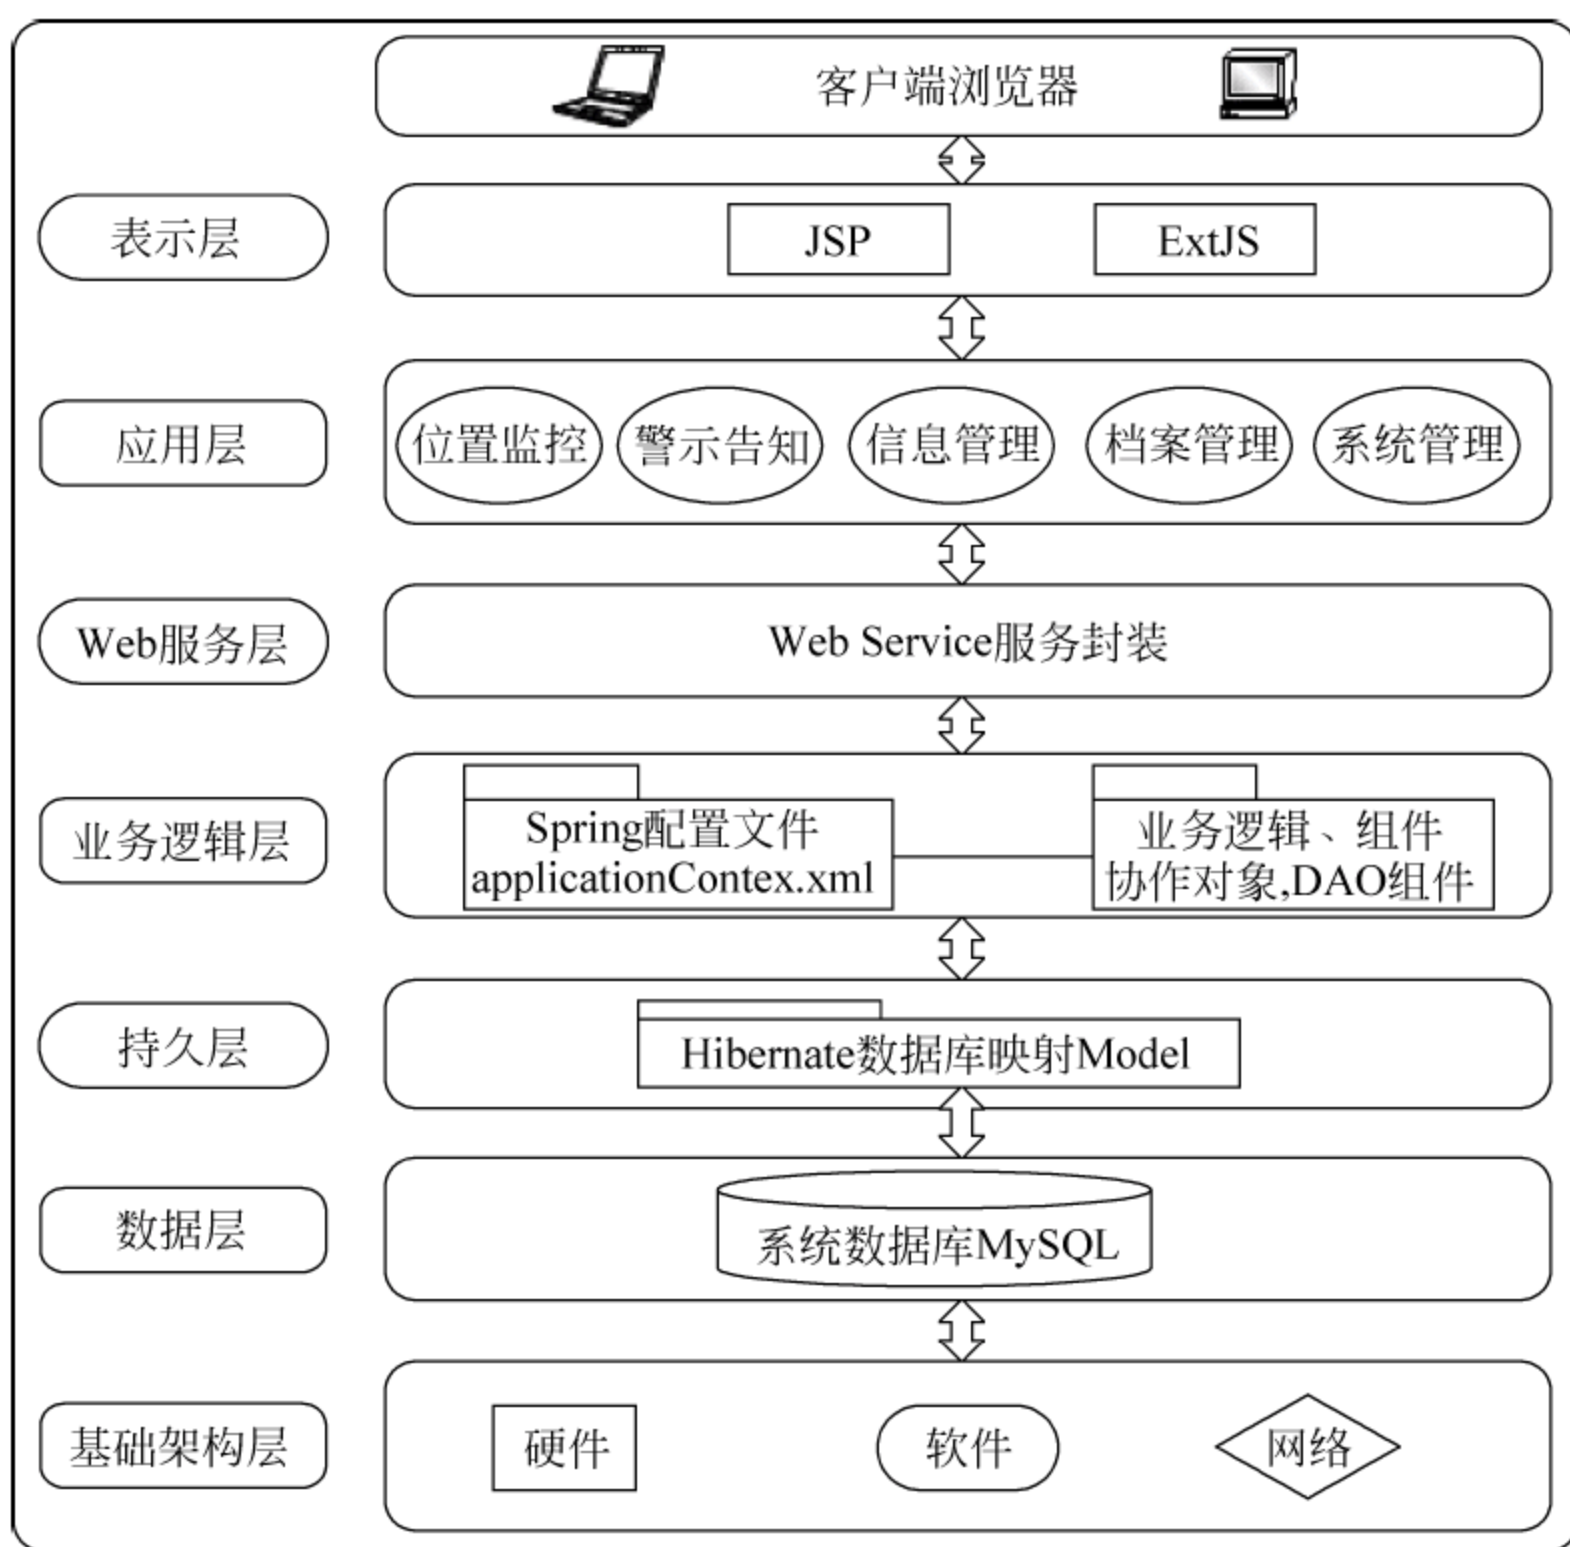 客户端浏览器
表示层
JSP
ExtJS
应用层
位置监控
警示告知
信息管理
档案管理
系统管理
Web服务层
Web Service服务封装
业务逻辑层
Spring配置文件
applicationContex.xml
业务逻辑、组件
协作对象,DAO组件
持久层
Hibernate数据库映射Model
数据层
系统数据库MySQL
基础架构层
硬件
软件
网络